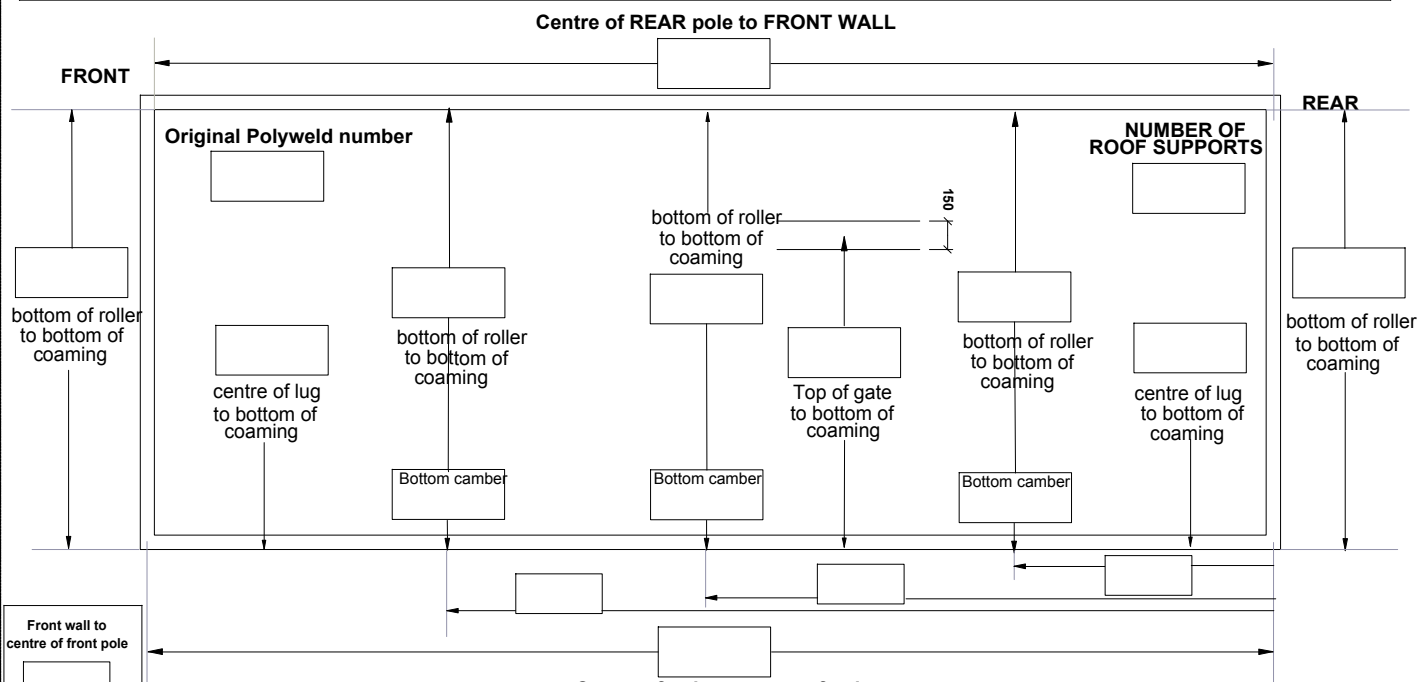 Centre of REAR pole to FRONT WALL
FRONT
REAR
Original Polyweld number
NUMBER OF
ROOF SUPPORTS
150
bottom of roller
to bottom of
coaming
bottom of roller
to bottom of
coaming
bottom of roller
to bottom of
coaming
bottom of roller
to bottom of
coaming
bottom of roller
to bottom of
coaming
centre of lug
to bottom of
coaming
Top of gate
to bottom of
coaming
centre of lug
to bottom of
coaming
Bottom camber
Bottom camber
Bottom camber
Front wall to
centre of front pole